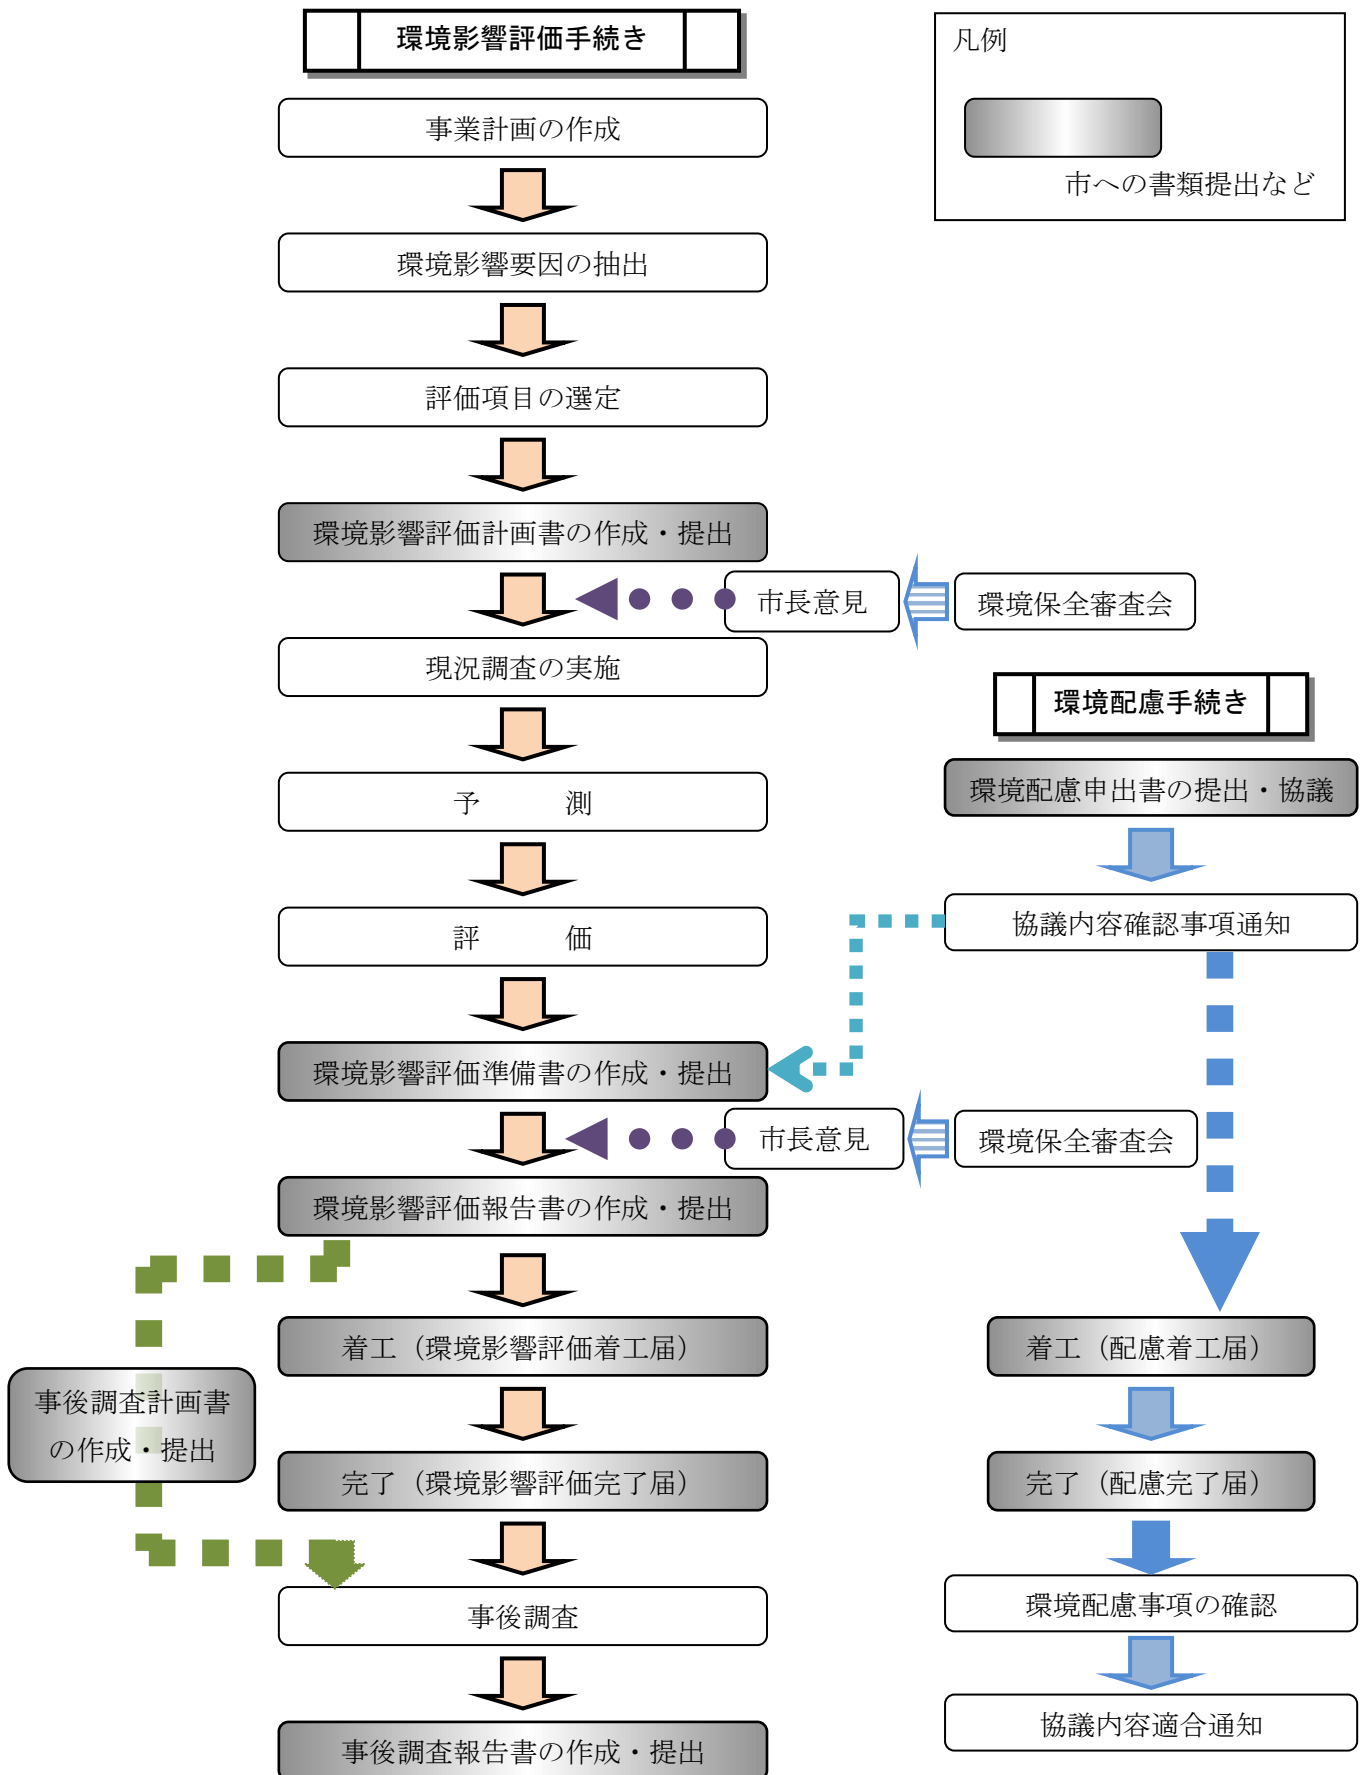 環境影響評価手続き
凡例
市への書類提出など
事業計画の作成
環境影響要因の抽出
評価項目の選定
環境影響評価計画書の作成・提出
市長意見
環境保全審査会
現況調査の実施
予　　　測
評　　　価
環境影響評価準備書の作成・提出
市長意見
環境保全審査会
環境影響評価報告書の作成・提出
着工（環境影響評価着工届）
事後調査計画書
の作成・提出
完了（環境影響評価完了届）
事後調査
事後調査報告書の作成・提出
環境配慮手続き
環境配慮申出書の提出・協議
協議内容確認事項通知
着工（配慮着工届）
完了（配慮完了届）
環境配慮事項の確認
協議内容適合通知